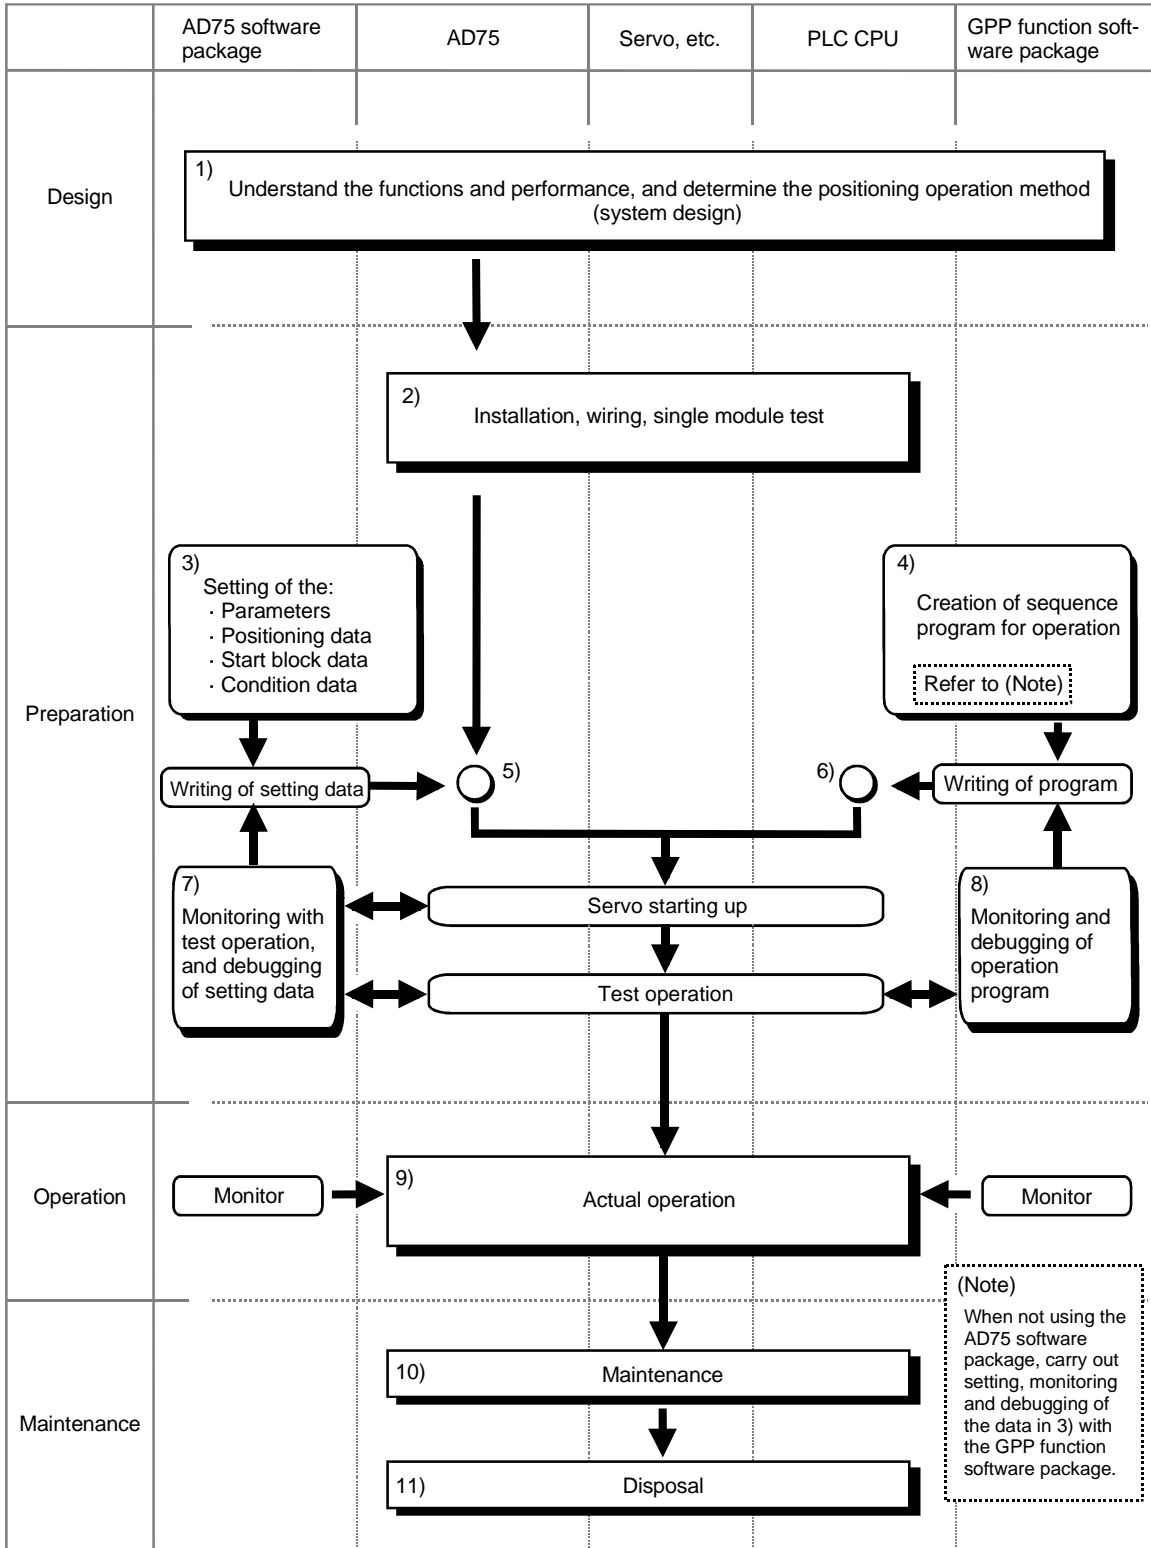 AD75 software
package
AD75
Servo, etc.
PLC CPU
GPP function soft-
ware package
Design
1)
Understand the functions and performance, and determine the positioning operation method
(system design)
Preparation
2)
Installation, wiring, single module test
3)
Setting of the:
· Parameters
· Positioning data
· Start block data
· Condition data
4)
Creation of sequence
program for operation
Refer to (Note)
Writing of setting data
5)
6)
Writing of program
7)
Monitoring with
test operation,
and debugging
of setting data
Servo starting up
Test operation
8)
Monitoring and
debugging of
operation
program
Operation
Monitor
9)
Actual operation
Monitor
Maintenance
10)
Maintenance
11)
Disposal
(Note)
When not using the
AD75 software
package, carry out
setting, monitoring
and debugging of
the data in 3) with
the GPP function
software package.